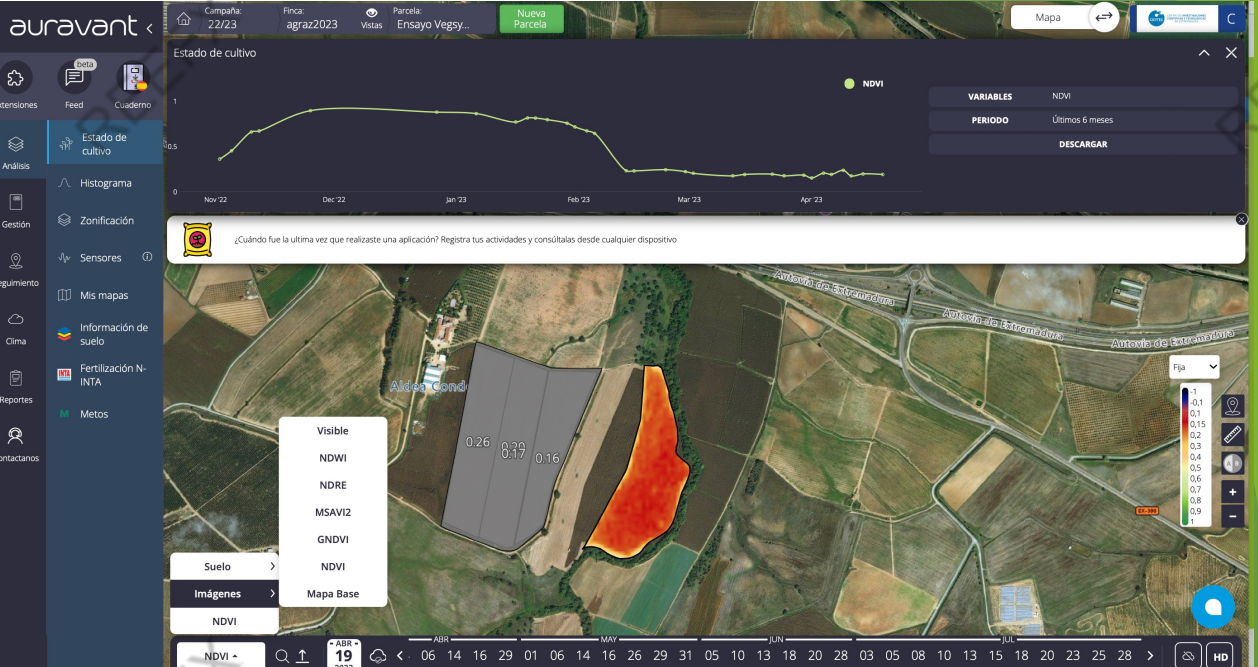 auravant <
Campaña:
22/23
Finca:
agraz2023
Vistas
Parcela:
Ensayo Vegsy...
Nueva
Parcela
Mapa
C
Estado de cultivo
NDVI
1
0.5
0
Nov '22
Dec '22
Jan '23
Feb '23
Mar '23
Apr '23
VARIABLES
NDVI
PERIODO
Últimos 6 meses
DESCARGAR
¿Cuándo fue la ultima vez que realizaste una aplicación? Registra tus actividades y consúltalas desde cualquier dispositivo
xtensiones
beta
Feed
Cuaderno
Análisis
Gestión
eguimiento
Clima
Reportes
ontactanos
Estado de
cultivo
Histograma
Zonificación
Sensores
Mis mapas
Información de
suelo
INTA
Fertilización N-
INTA
M Metos
Autovía de Extremadura
Autovía de Extremadura
Autovía de Extremadura
Aldea Cond
0.26
0.17
0.16
EX-300
Fija
-1
-0,1
0,1
0,15
0,2
0,3
0,4
0,5
0,6
0,7
0,8
0,9
1
A B
+
−
Visible
NDWI
NDRE
MSAVI2
GNDVI
NDVI
Mapa Base
Suelo
Imágenes
NDVI
NDVI
ABR
19
ABR
MAY
JUN
JUL
06 14 16 29 01 06 14 16 26 29 31 05 10 13 18 20 28 03 05 08 10 13 15 18 20 23 25 28
HD